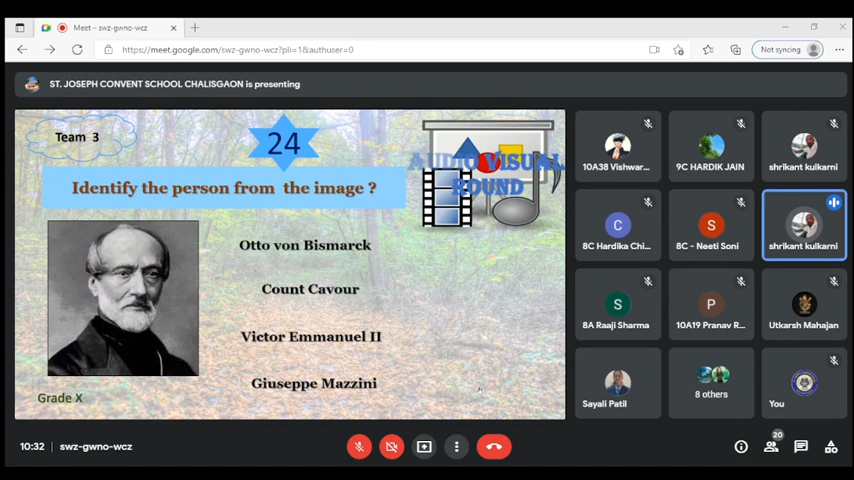 Meet – swz-gwno-wcz
https://meet.google.com/swz-gwno-wcz?pli=1&authuser=0
Not syncing
ST. JOSEPH CONVENT SCHOOL CHALISGAON is presenting
Team 3
24
AUDIO VISUAL
ROUND
Identify the person from the image ?
Otto von Bismarck
Count Cavour
Victor Emmanuel II
Giuseppe Mazzini
Grade X
10A38 Vishwar...
9C HARDIK JAIN
shrikant kulkarni
C
8C Hardika Chi...
S
8C - Neeti Soni
shrikant kulkarni
S
8A Raaji Sharma
P
10A19 Pranav R...
Utkarsh Mahajan
Sayali Patil
8 others
You
10:32
swz-gwno-wcz
20